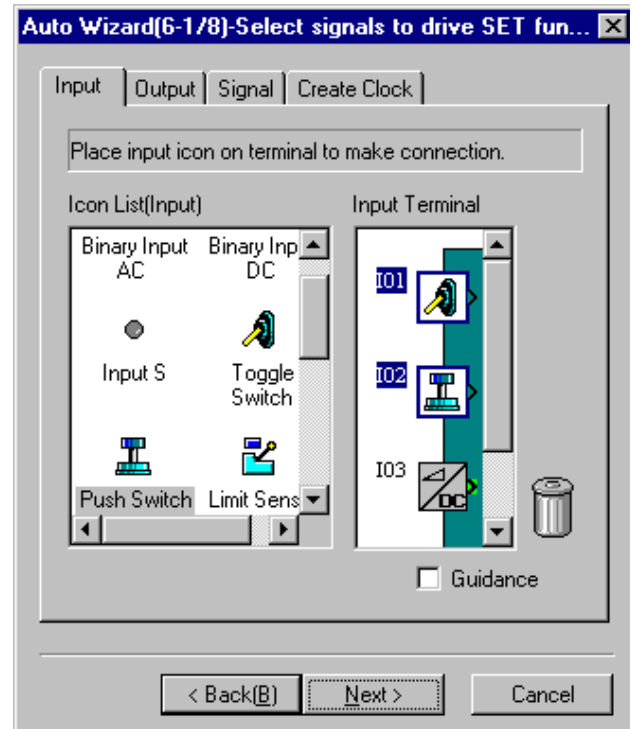 Auto Wizard(6-1/8)-Select signals to drive SET fun...
Input Output Signal Create Clock
Place input icon on terminal to make connection.
Icon List(Input) Input Terminal
Binary Input Binary Inp
AC DC
I01
Input S Toggle
Switch
I02
I03
DC
Push Switch Limit Sens
Guidance
< Back(B) Next > Cancel